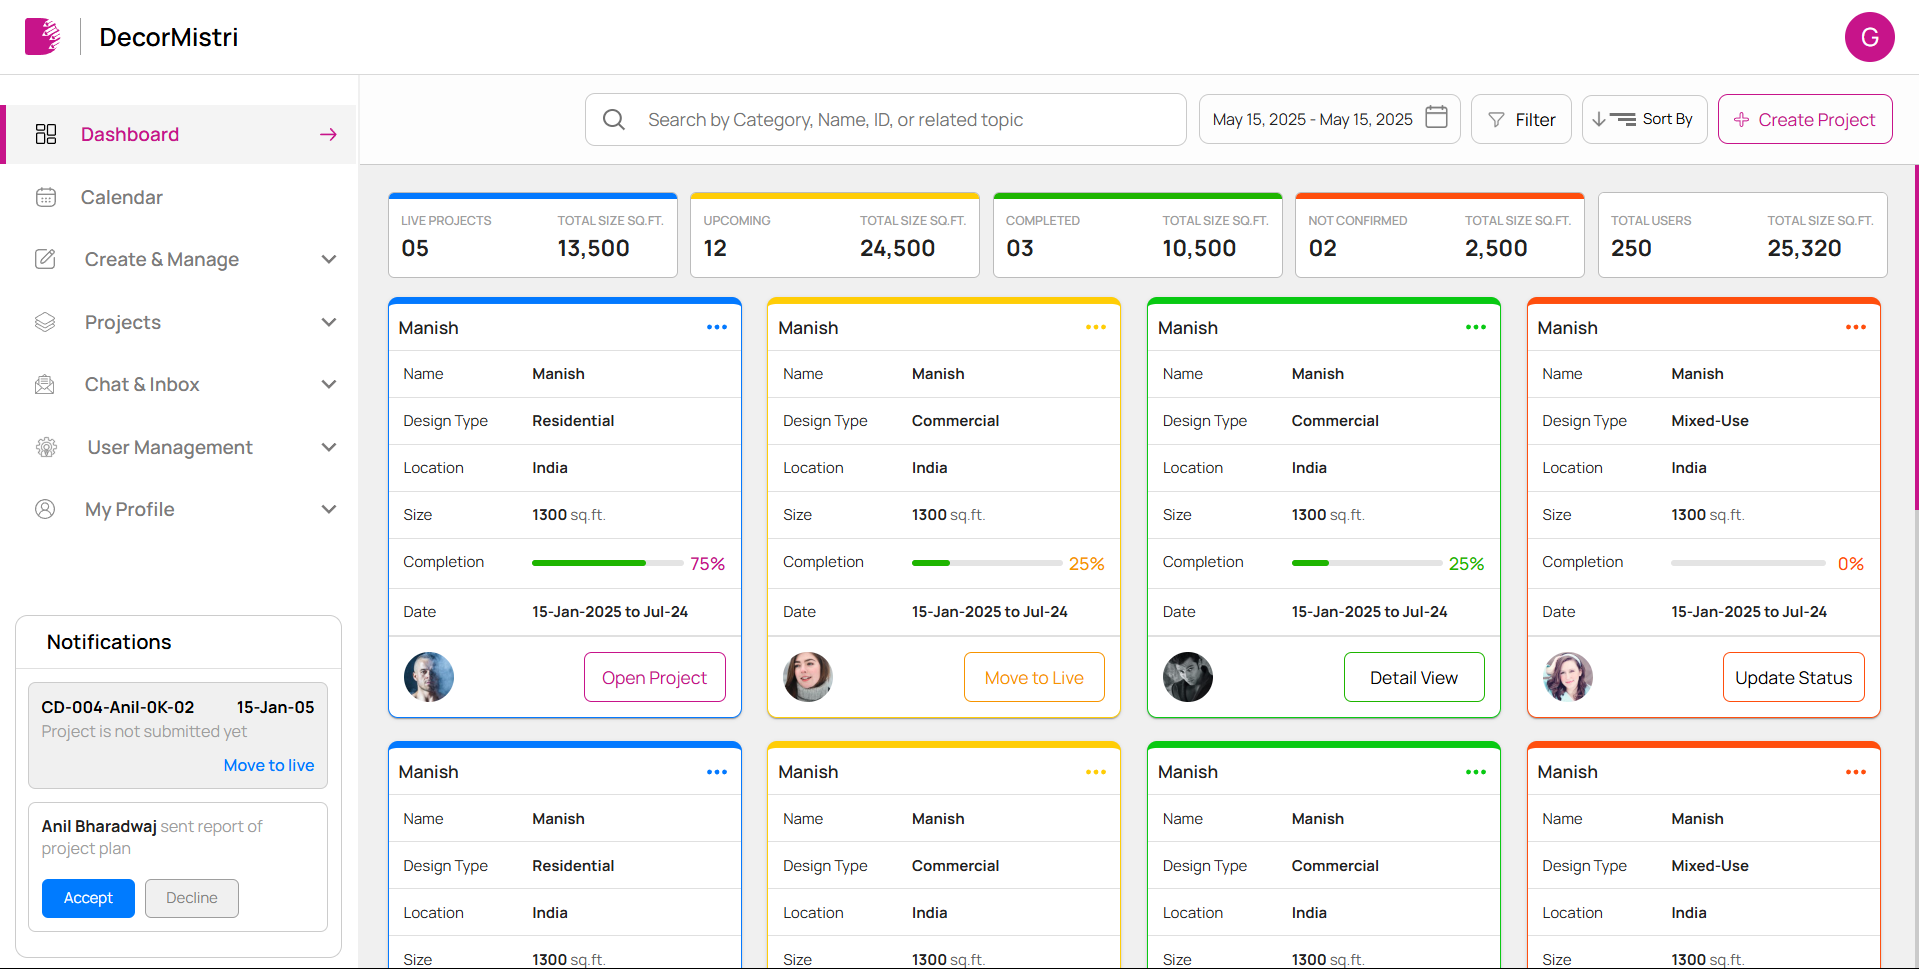 DecorMistri
G
Dashboard
Calendar
Create & Manage
Projects
Chat & Inbox
User Management
My Profile
Notifications
CD-004-Anil-0K-02 15-Jan-05
Project is not submitted yet
Move to live
Anil Bharadwaj sent report of
project plan
Accept Decline
Search by Category, Name, ID, or related topic
May 15, 2025 - May 15, 2025
Filter
Sort By
Create Project
LIVE PROJECTS TOTAL SIZE SQ.FT.
05 13,500
UPCOMING TOTAL SIZE SQ.FT.
12 24,500
COMPLETED TOTAL SIZE SQ.FT.
03 10,500
NOT CONFIRMED TOTAL SIZE SQ.FT.
02 2,500
TOTAL USERS TOTAL SIZE SQ.FT.
250 25,320
Manish
Name Manish
Design Type Residential
Location India
Size 1300 sq.ft.
Completion 75%
Date 15-Jan-2025 to Jul-24
Open Project
Manish
Name Manish
Design Type Commercial
Location India
Size 1300 sq.ft.
Completion 25%
Date 15-Jan-2025 to Jul-24
Move to Live
Manish
Name Manish
Design Type Commercial
Location India
Size 1300 sq.ft.
Completion 25%
Date 15-Jan-2025 to Jul-24
Detail View
Manish
Name Manish
Design Type Mixed-Use
Location India
Size 1300 sq.ft.
Completion 0%
Date 15-Jan-2025 to Jul-24
Update Status
Manish
Name Manish
Design Type Residential
Location India
Size 1300 sq.ft.
Manish
Name Manish
Design Type Commercial
Location India
Size 1300 sq.ft.
Manish
Name Manish
Design Type Commercial
Location India
Size 1300 sq.ft.
Manish
Name Manish
Design Type Mixed-Use
Location India
Size 1300 sq.ft.